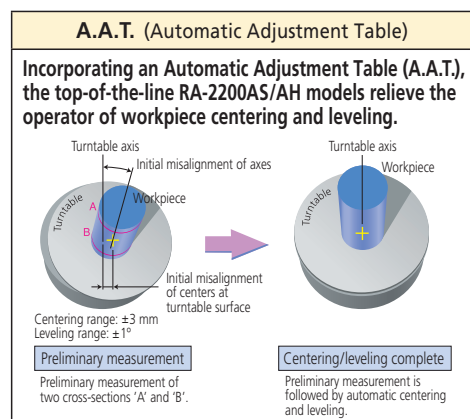 A.A.T. (Automatic Adjustment Table)
Incorporating an Automatic Adjustment Table (A.A.T.),
the top-of-the-line RA-2200AS/AH models relieve the
operator of workpiece centering and leveling.
Turntable axis
Initial misalignment of axes
Workpiece
Turntable
A
B
Initial misalignment
of centers at
turntable surface
Centering range: ±3 mm
Leveling range: ±1º
Preliminary measurement
Preliminary measurement of
two cross-sections ‘A’ and ‘B’.
Turntable axis
Workpiece
Turntable
Centering/leveling complete
Preliminary measurement is
followed by automatic centering
and leveling.